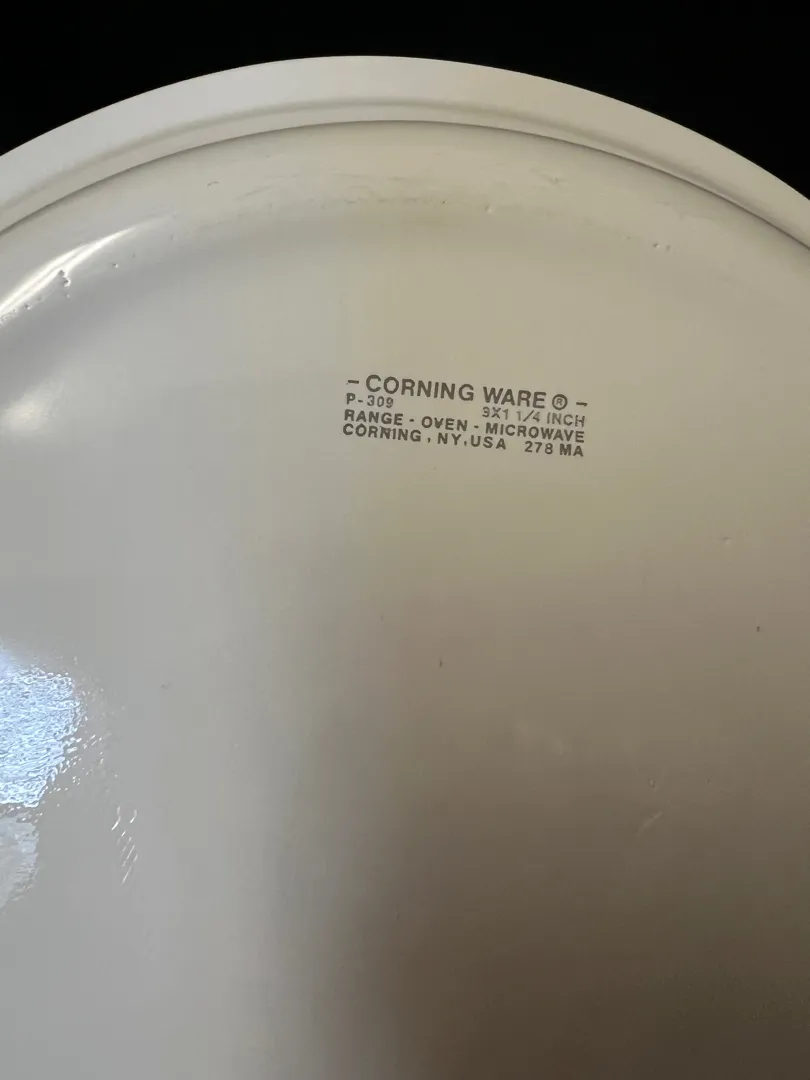 - CORNING WARE ® -
P-309 9X1 1/4 INCH
RANGE - OVEN - MICROWAVE
CORNING, NY, USA 278 MA